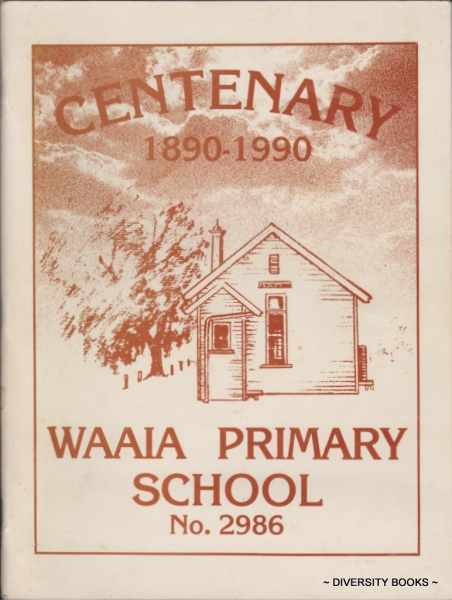 CENTENARY
1890-1990
WAAIA PRIMARY
SCHOOL
No. 2986
~ DIVERSITY BOOKS ~